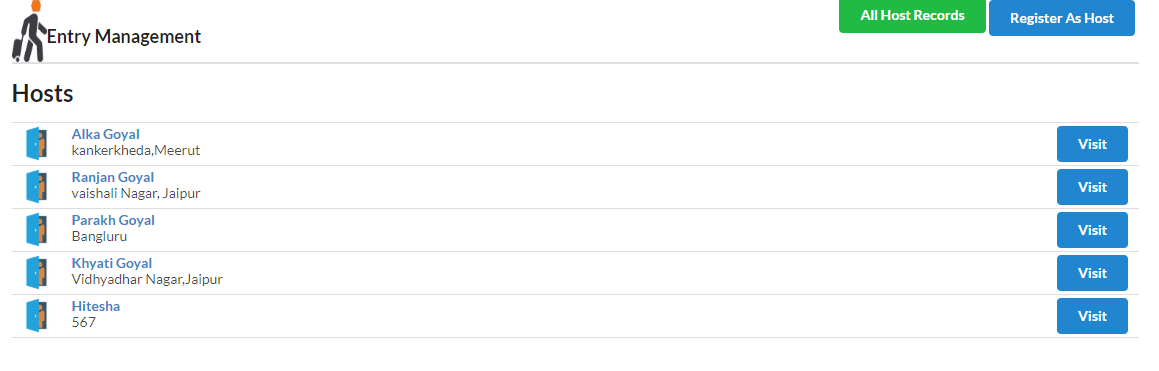 Entry Management
All Host Records
Register As Host
Hosts
Alka Goyal
kankerkheda,Meerut
Visit
Ranjan Goyal
vaishali Nagar, Jaipur
Visit
Parakh Goyal
Bangluru
Visit
Khyati Goyal
Vidhyadhar Nagar,Jaipur
Visit
Hitesha
567
Visit